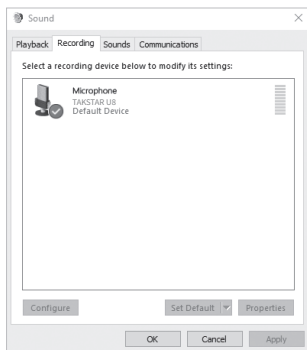 Sound
Playback Recording Sounds Communications
Select a recording device below to modify its settings:
Microphone
TAKSTAR U8
Default Device
Configure Set Default Properties
OK Cancel Apply